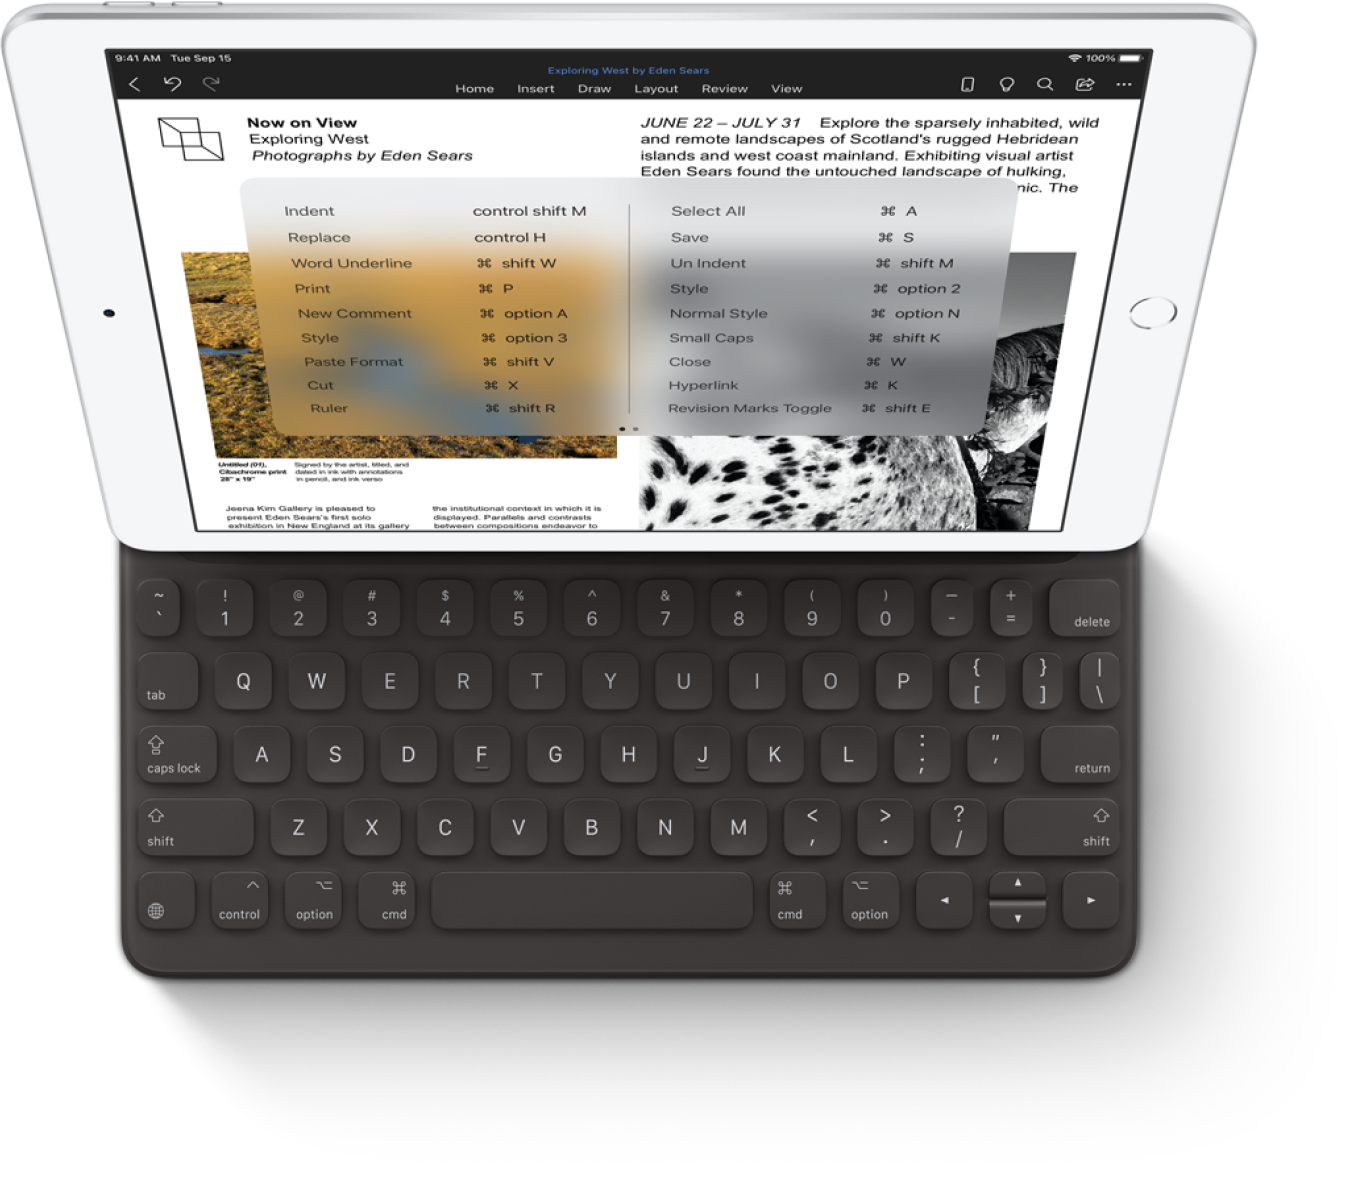 9:41 AM Tue Sep 15
100%
Exploring West by Eden Sears
Home Insert Draw Layout Review View
Now on View
Exploring West
Photographs by Eden Sears
JUNE 22 – JULY 31 Explore the sparsely inhabited, wild
and remote landscapes of Scotland's rugged Hebridean
islands and west coast mainland. Exhibiting visual artist
Eden Sears found the untouched landscape of hulking,
nic. The
Indent control shift M
Replace control H
Word Underline ⌘ shift W
Print ⌘ P
New Comment ⌘ option A
Style ⌘ option 3
Paste Format ⌘ shift V
Cut ⌘ X
Ruler ⌘ shift R
Select All ⌘ A
Save ⌘ S
Un Indent ⌘ shift M
Style ⌘ option 2
Normal Style ⌘ option N
Small Caps ⌘ shift K
Close ⌘ W
Hyperlink ⌘ K
Revision Marks Toggle ⌘ shift E
Untitled (01),
Cibachrome print
28" x 19"
Signed by the artist, titled, and
dated in ink with annotations
in pencil, and ink verso
Jeena Kim Gallery is pleased to
present Eden Sears's first solo
exhibition in New England at its gallery
the institutional context in which it is
displayed. Parallels and contrasts
between compositions endeavor to
~ ! @ # $ % ^ & * ( ) — +
` 1 2 3 4 5 6 7 8 9 0 - = delete
tab Q W E R T Y U I O P { [ } ] | \
caps lock A S D F G H J K L : ; " ' return
shift Z X C V B N M < , > . ? / shift
control option ⌘ cmd ⌘ cmd option